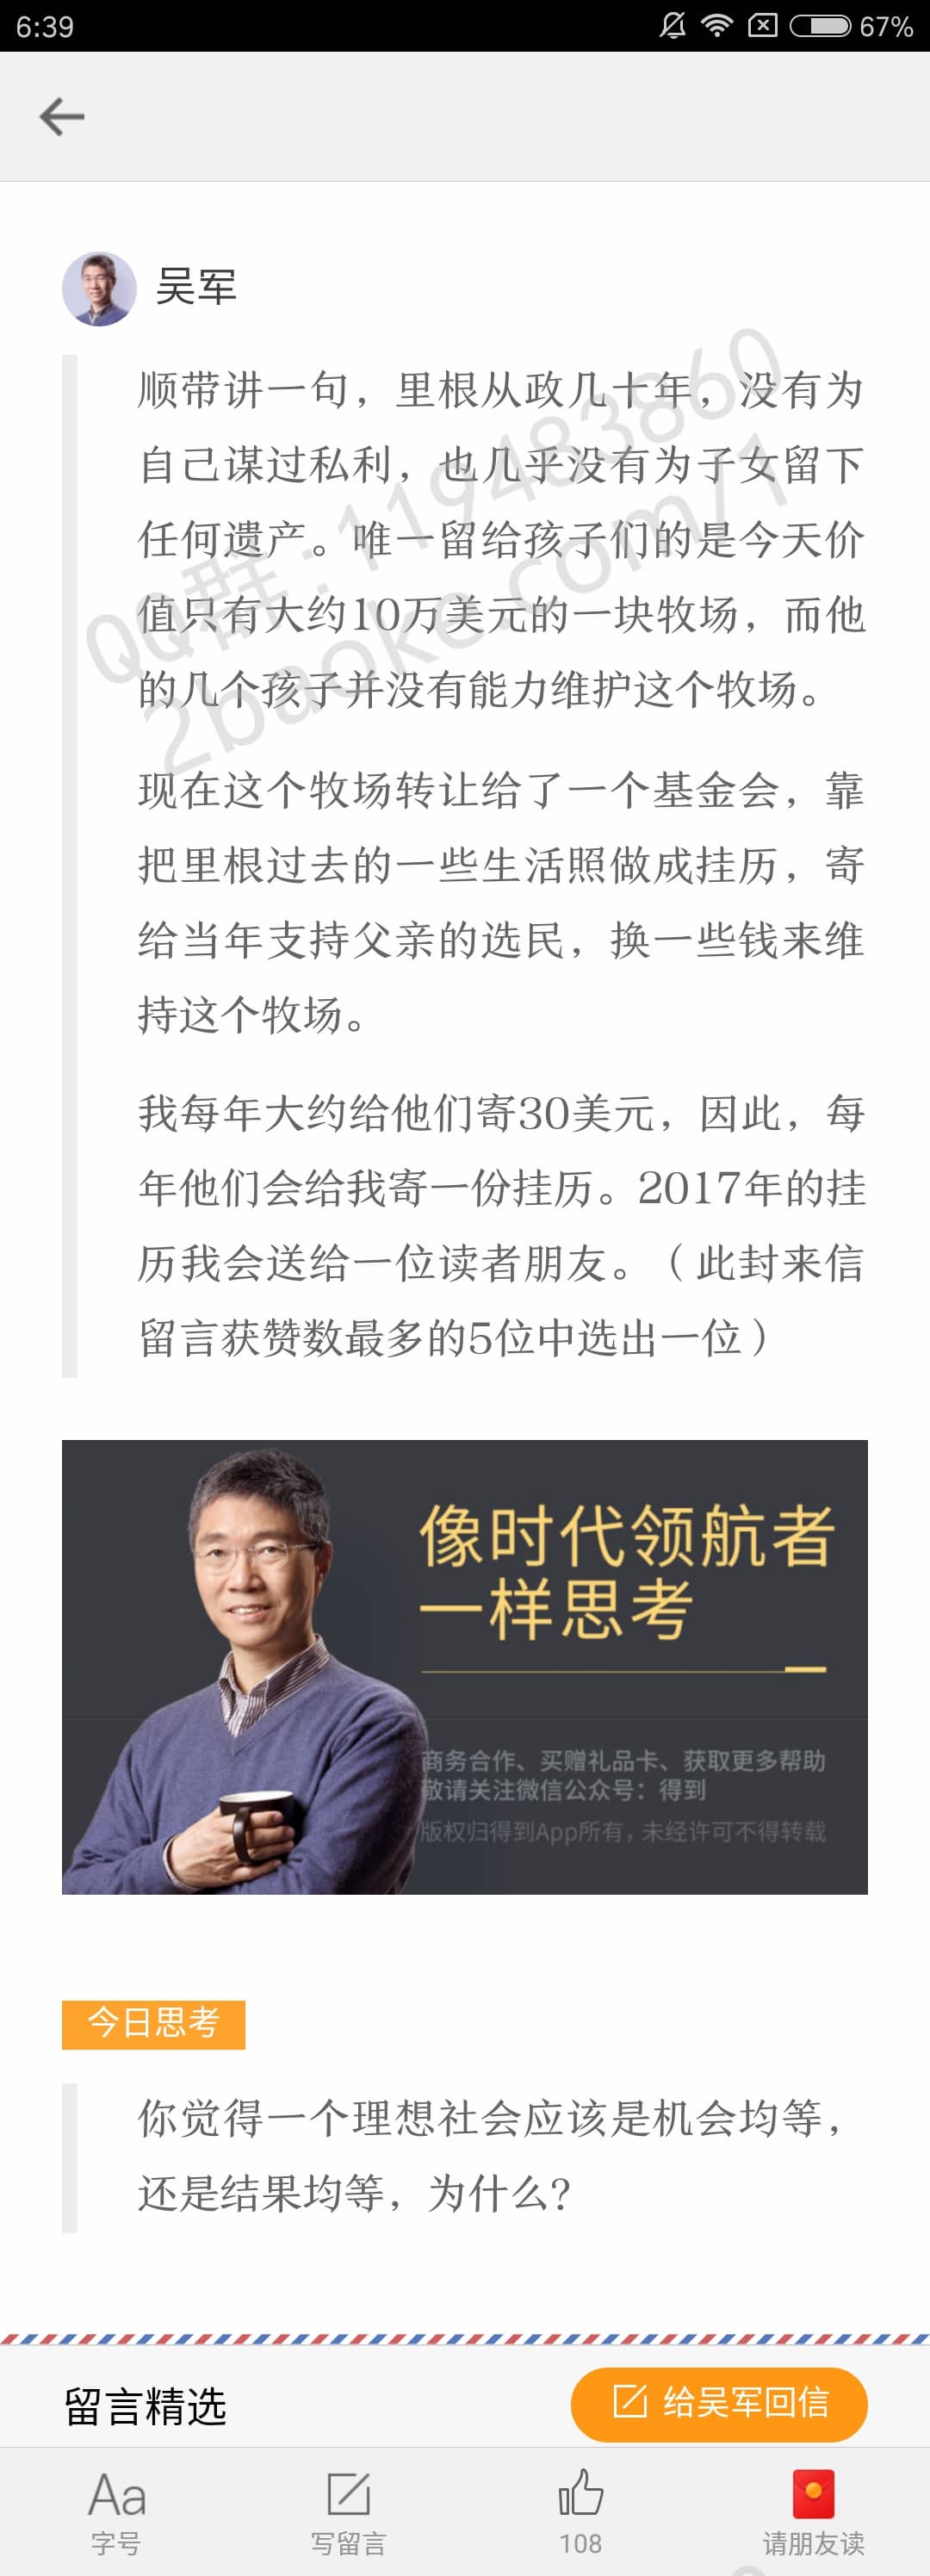 6:39
67%
吴军
顺带讲一句，里根从政几十年，没有为
自己谋过私利，也几乎没有为子女留下
任何遗产。唯一留给孩子们的是今天价
值只有大约10万美元的一块牧场，而他
的几个孩子并没有能力维护这个牧场。
QQ群:119483860
2baoke.com/1
现在这个牧场转让给了一个基金会，靠
把里根过去的一些生活照做成挂历，寄
给当年支持父亲的选民，换一些钱来维
持这个牧场。
我每年大约给他们寄30美元，因此，每
年他们会给我寄一份挂历。2017年的挂
历我会送给一位读者朋友。（此封来信
留言获赞数最多的5位中选出一位）
像时代领航者
一样思考
商务合作、买赠礼品卡、获取更多帮助
敬请关注微信公众号：得到
版权归得到App所有，未经许可不得转载
今日思考
你觉得一个理想社会应该是机会均等，
还是结果均等，为什么？
留言精选
给吴军回信
Aa
字号
写留言
108
请朋友读